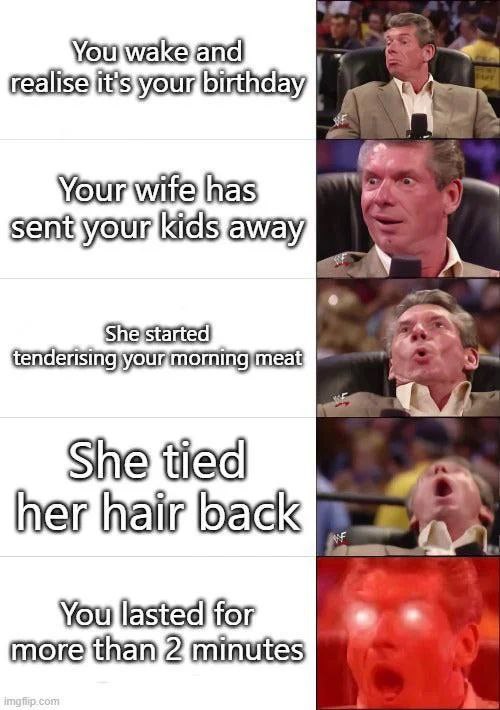 You wake and
realise it's your birthday
Your wife has
sent your kids away
She started
tenderising your morning meat
She tied
her hair back
You lasted for
more than 2 minutes
imgflip.com